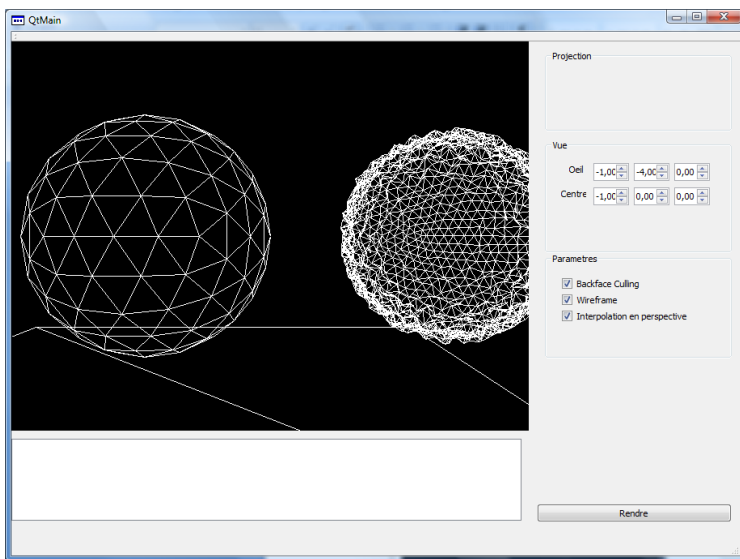 QtMain
Projection
Vue
Oeil -1,00 -4,00 0,00
Centre -1,00 0,00 0,00
Parametres
Backface Culling
Wireframe
Interpolation en perspective
Rendre